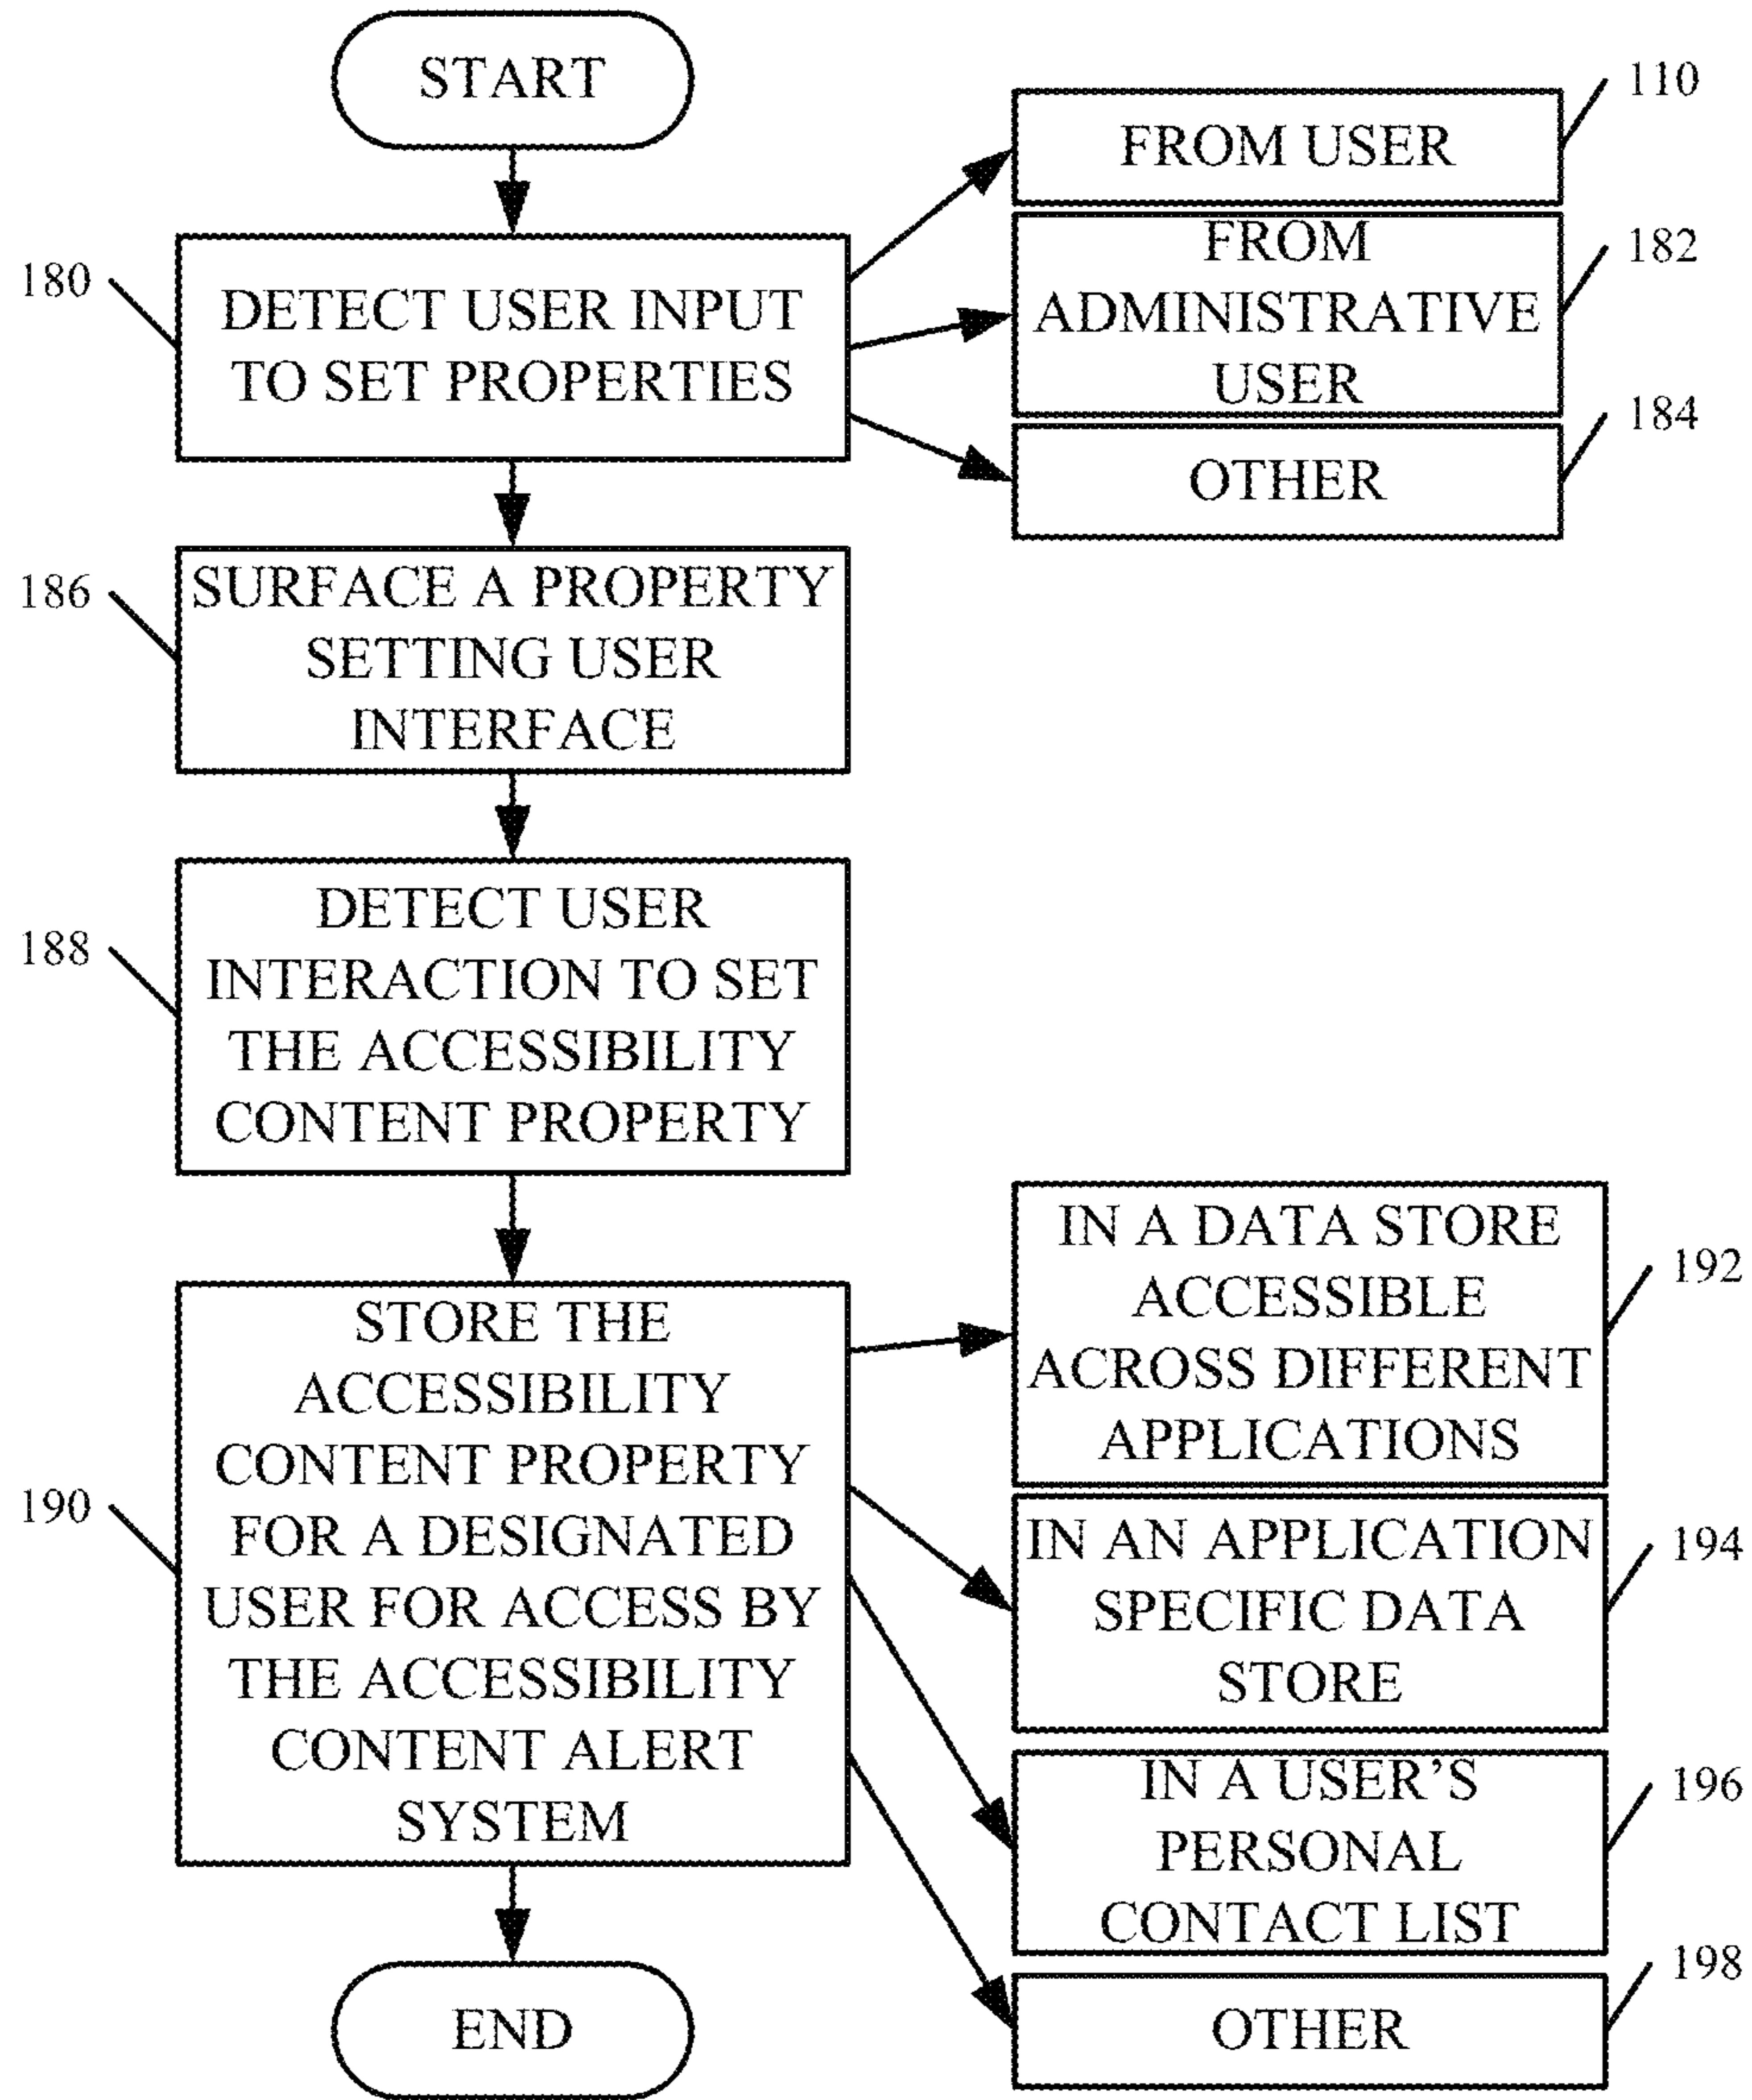 START
110
FROM USER
180
DETECT USER INPUT
TO SET PROPERTIES
FROM
ADMINISTRATIVE
USER
182
184
OTHER
186
SURFACE A PROPERTY
SETTING USER
INTERFACE
188
DETECT USER
INTERACTION TO SET
THE ACCESSIBILITY
CONTENT PROPERTY
190
STORE THE
ACCESSIBILITY
CONTENT PROPERTY
FOR A DESIGNATED
USER FOR ACCESS BY
THE ACCESSIBILITY
CONTENT ALERT
SYSTEM
IN A DATA STORE
ACCESSIBLE
ACROSS DIFFERENT
APPLICATIONS
192
IN AN APPLICATION
SPECIFIC DATA
STORE
194
IN A USER’S
PERSONAL
CONTACT LIST
196
198
OTHER
END